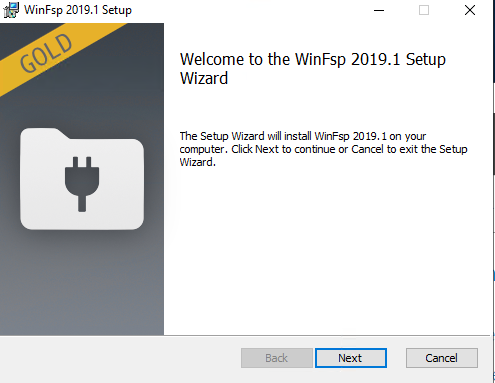 WinFsp 2019.1 Setup
GOLD
Welcome to the WinFsp 2019.1 Setup
Wizard
The Setup Wizard will install WinFsp 2019.1 on your
computer. Click Next to continue or Cancel to exit the Setup
Wizard.
Back
Next
Cancel